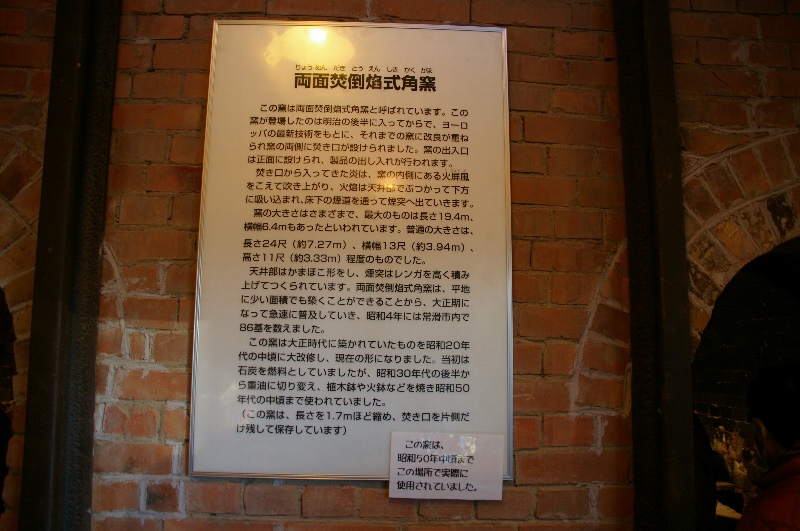 りょうめん だき とうえん しき かく がま
両面焚倒焰式角窯
この窯は両面焚倒焰式角窯と呼ばれています。この
窯が登場したのは明治の後半に入ってからで、ヨーロ
ッパの最新技術をもとに、それまでの窯に改良が重ね
られ窯の両側に焚き口が設けられました。窯の出入口
は正面に設けられ、製品の出し入れが行われます。
焚き口から入ってきた炎は、窯の内側にある火屏風
をこえて吹き上がり、火焰は天井部でぶつかって下方
に吸い込まれ、床下の煙道を通って煙突へ出ていきます。
窯の大きさはさまざまで、最大のものは長さ19.4m、
横幅6.4mもあったといわれています。普通の大きさは、
長さ24尺（約7.27m）、横幅13尺（約3.94m）、
高さ11尺（約3.33m）程度のものでした。
天井部はかまぼこ形をし、煙突はレンガを高く積み
上げてつくられています。両面焚倒焰式角窯は、平地
に少い面積でも築くことができることから、大正期に
なって急速に普及していき、昭和4年には常滑市内で
86基を数えました。
この窯は大正時代に築かれていたものを昭和20年
代の中頃に大改修し、現在の形になりました。当初は
石炭を燃料としていましたが、昭和30年代の後半か
ら重油に切り変え、植木鉢や火鉢などを焼き昭和50
年代の中頃まで使われていました。
（この窯は、長さを1.7mほど縮め、焚き口を片側だ
け残して保存しています）
この窯は、
昭和50年中頃まで
この場所で実際に
使用されていました。